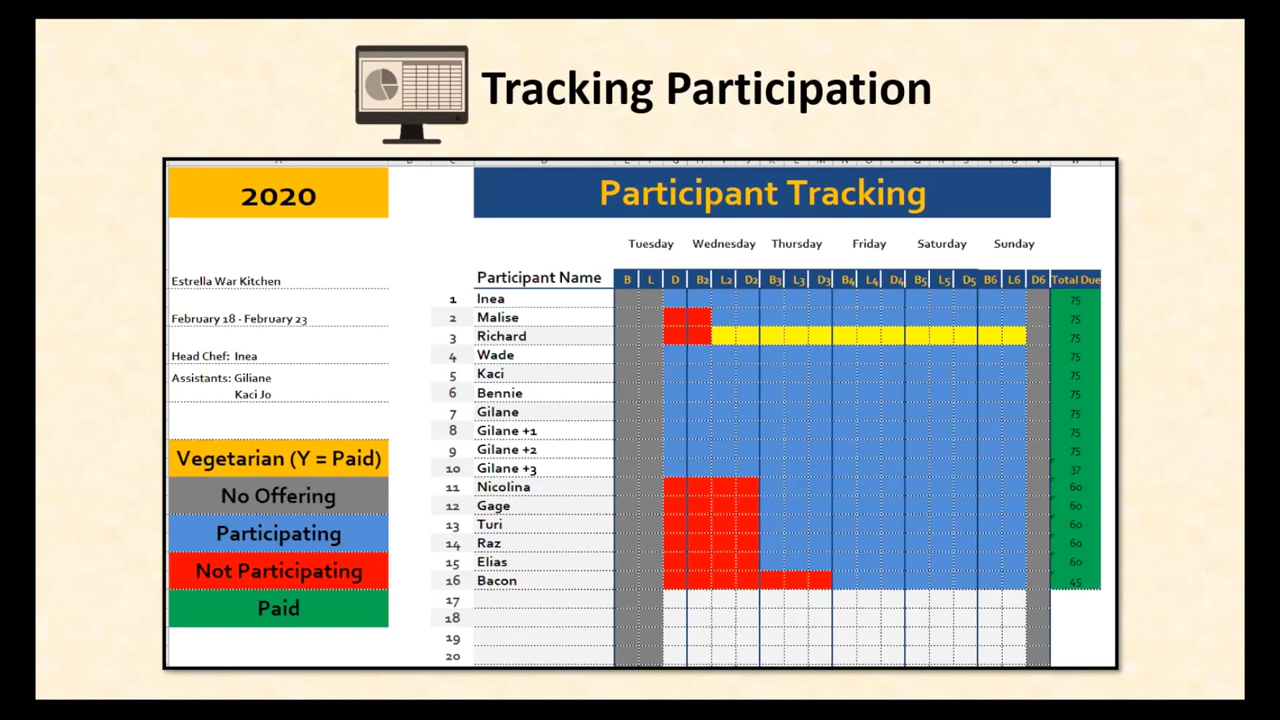 Tracking Participation
2020
Participant Tracking
Tuesday Wednesday Thursday Friday Saturday Sunday
Estrella War Kitchen
February 18 - February 23
Head Chef: Inea
Assistants: Giliane
Kaci Jo
Vegetarian (Y = Paid)
No Offering
Participating
Not Participating
Paid
Participant Name B L D B2 L2 D2 B3 L3 D3 B4 L4 D4 B5 L5 D5 B6 L6 D6 Total Due
1 Inea 75
2 Malise 75
3 Richard 75
4 Wade 75
5 Kaci 75
6 Bennie 75
7 Gilane 75
8 Gilane +1 75
9 Gilane +2 75
10 Gilane +3 37
11 Nicolina 60
12 Gage 60
13 Turi 60
14 Raz 60
15 Elias 60
16 Bacon 45
17
18
19
20